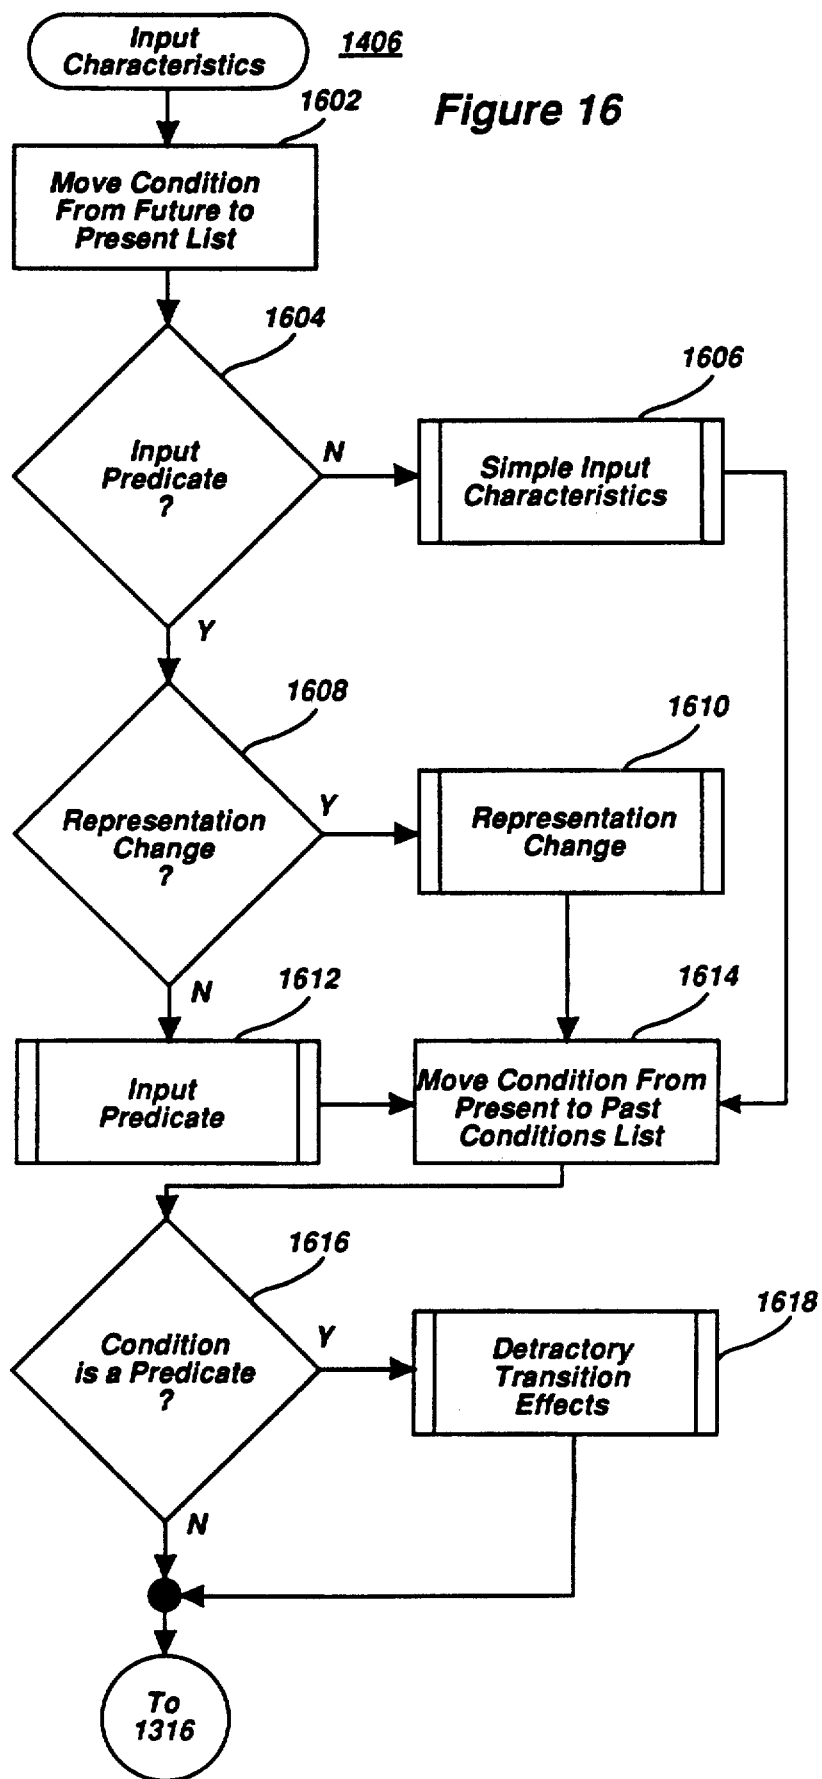 Input
Characteristics
1406
Figure 16
1602
Move Condition
From Future to
Present List
1604
Input
Predicate
?
N
Y
1606
Simple Input
Characteristics
1608
Representation
Change
?
Y
N
1610
Representation
Change
1612
Input
Predicate
1614
Move Condition From
Present to Past
Conditions List
1616
Condition
is a Predicate
?
Y
N
1618
Detractory
Transition
Effects
To
1316